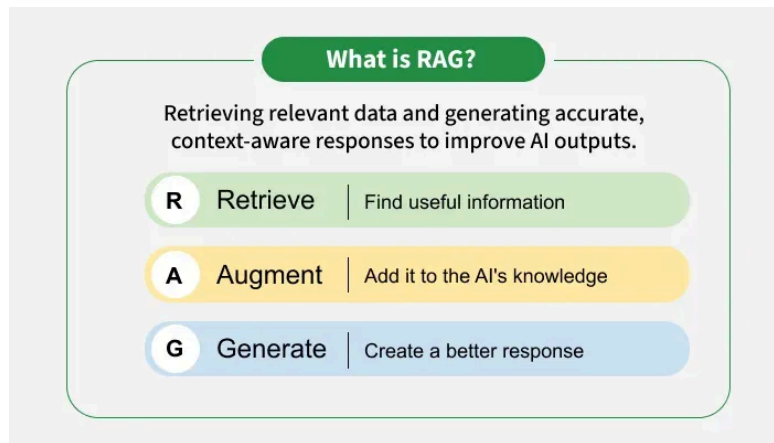 What is RAG?
Retrieving relevant data and generating accurate,
context-aware responses to improve AI outputs.
R Retrieve Find useful information
A Augment Add it to the AI's knowledge
G Generate Create a better response